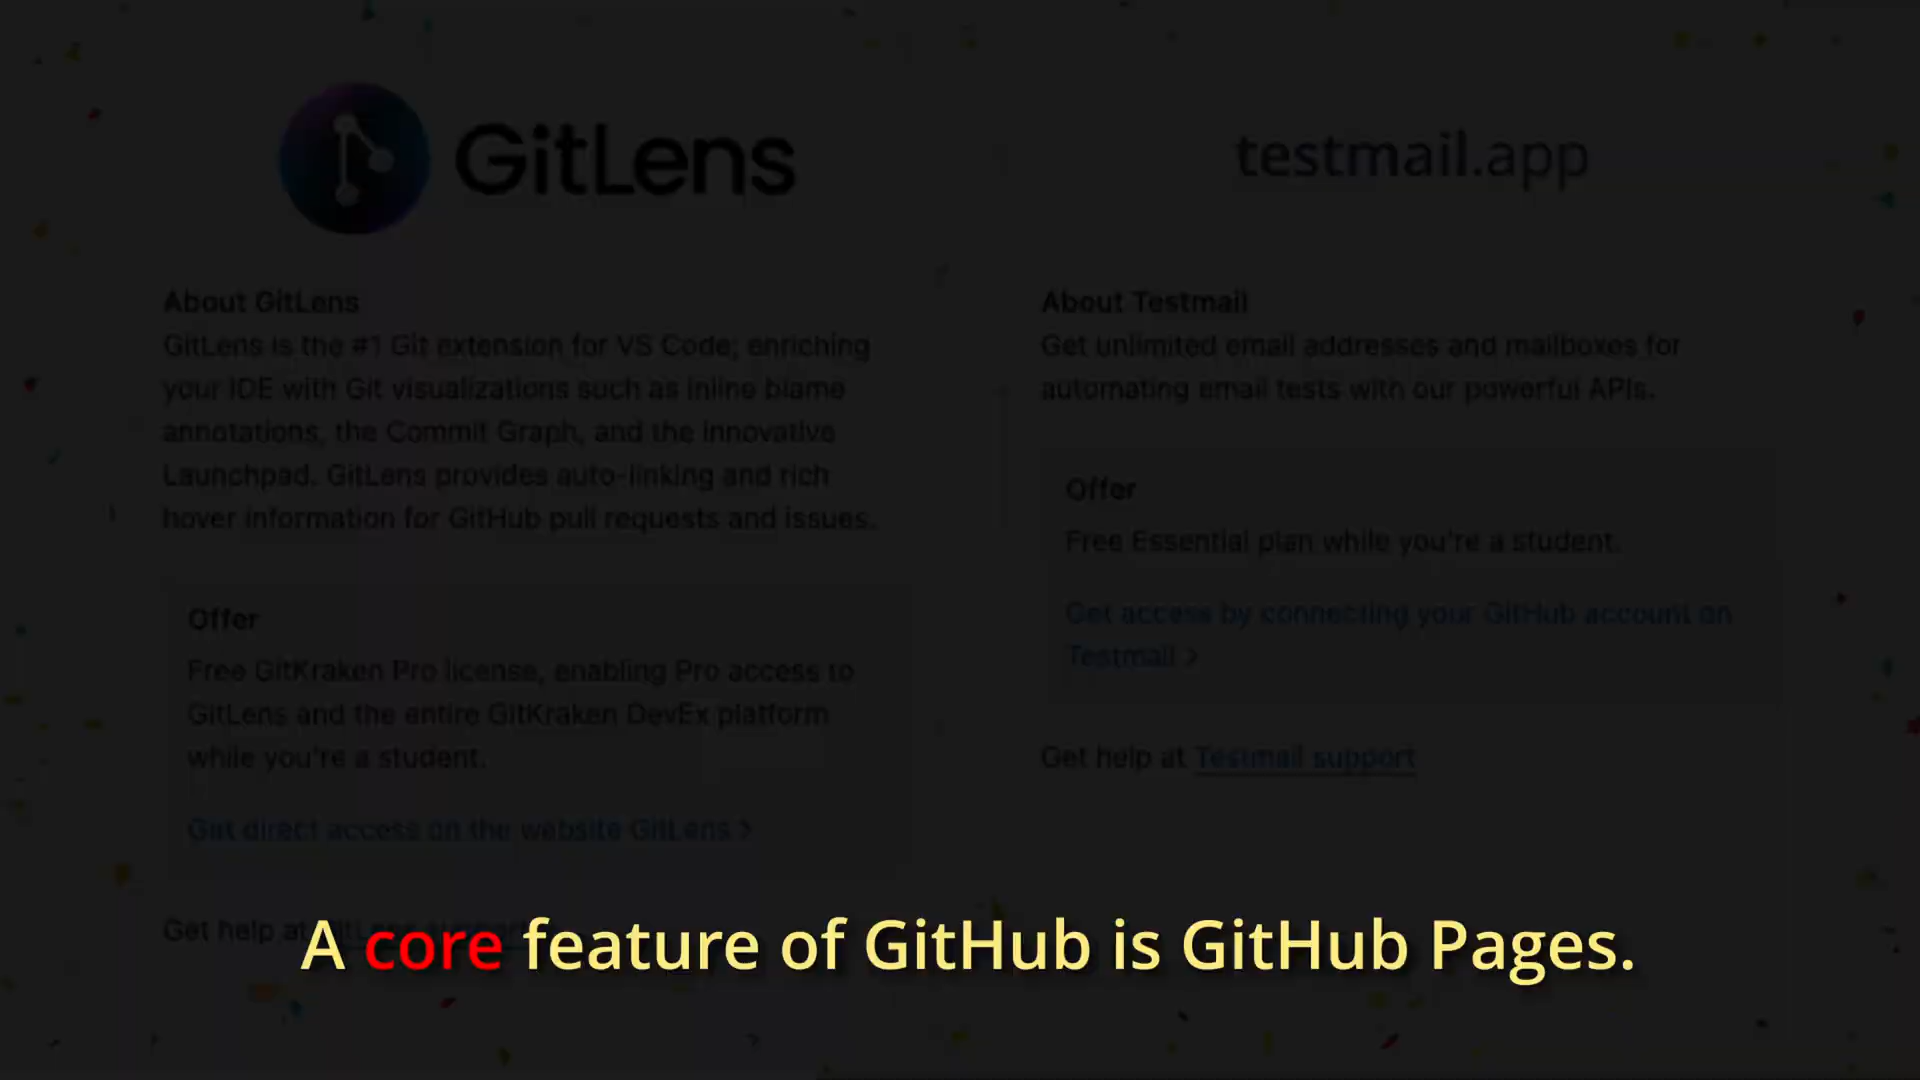 GitLens
About GitLens
GitLens is the #1 Git extension for VS Code; enriching
your IDE with Git visualizations such as inline blame
annotations, the Commit Graph, and the innovative
Launchpad. GitLens provides auto-linking and rich
hover information for GitHub pull requests and issues.
Offer
Free GitKraken Pro license, enabling Pro access to
GitLens and the entire GitKraken DevEx platform
while you're a student.
Get direct access on the website GitLens >
Get help at GitLens support
testmail.app
About Testmail
Get unlimited email addresses and mailboxes for
automating email tests with our powerful APIs.
Offer
Free Essential plan while you're a student.
Get access by connecting your GitHub account on
Testmail >
Get help at Testmail support
A core feature of GitHub is GitHub Pages.